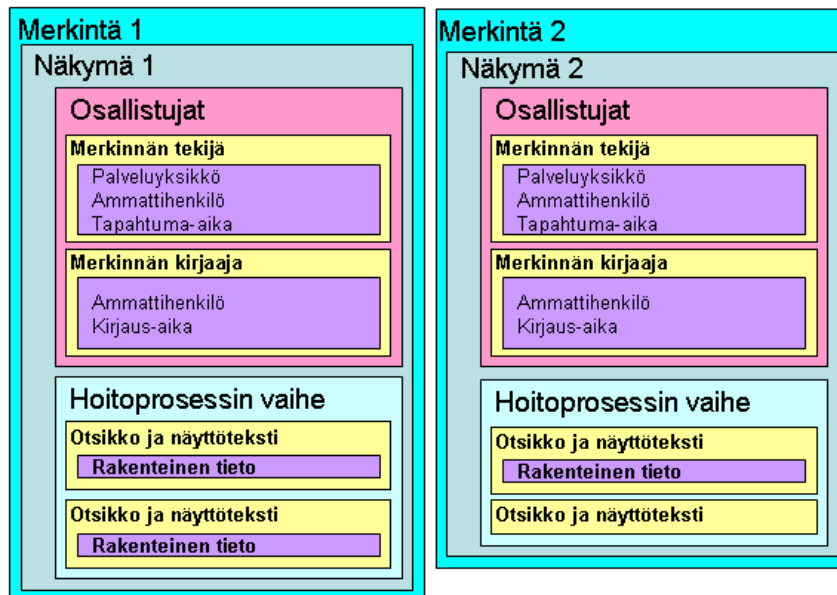 Merkintä 1
Näkymä 1
Osallistujat
Merkinnän tekijä
Palveluyksikkö
Ammattihenkilö
Tapahtuma-aika
Merkinnän kirjaaja
Ammattihenkilö
Kirjaus-aika
Hoitoprosessin vaihe
Otsikko ja näyttöteksti
Rakenteinen tieto
Otsikko ja näyttöteksti
Rakenteinen tieto
Merkintä 2
Näkymä 2
Osallistujat
Merkinnän tekijä
Palveluyksikkö
Ammattihenkilö
Tapahtuma-aika
Merkinnän kirjaaja
Ammattihenkilö
Kirjaus-aika
Hoitoprosessin vaihe
Otsikko ja näyttöteksti
Rakenteinen tieto
Otsikko ja näyttöteksti